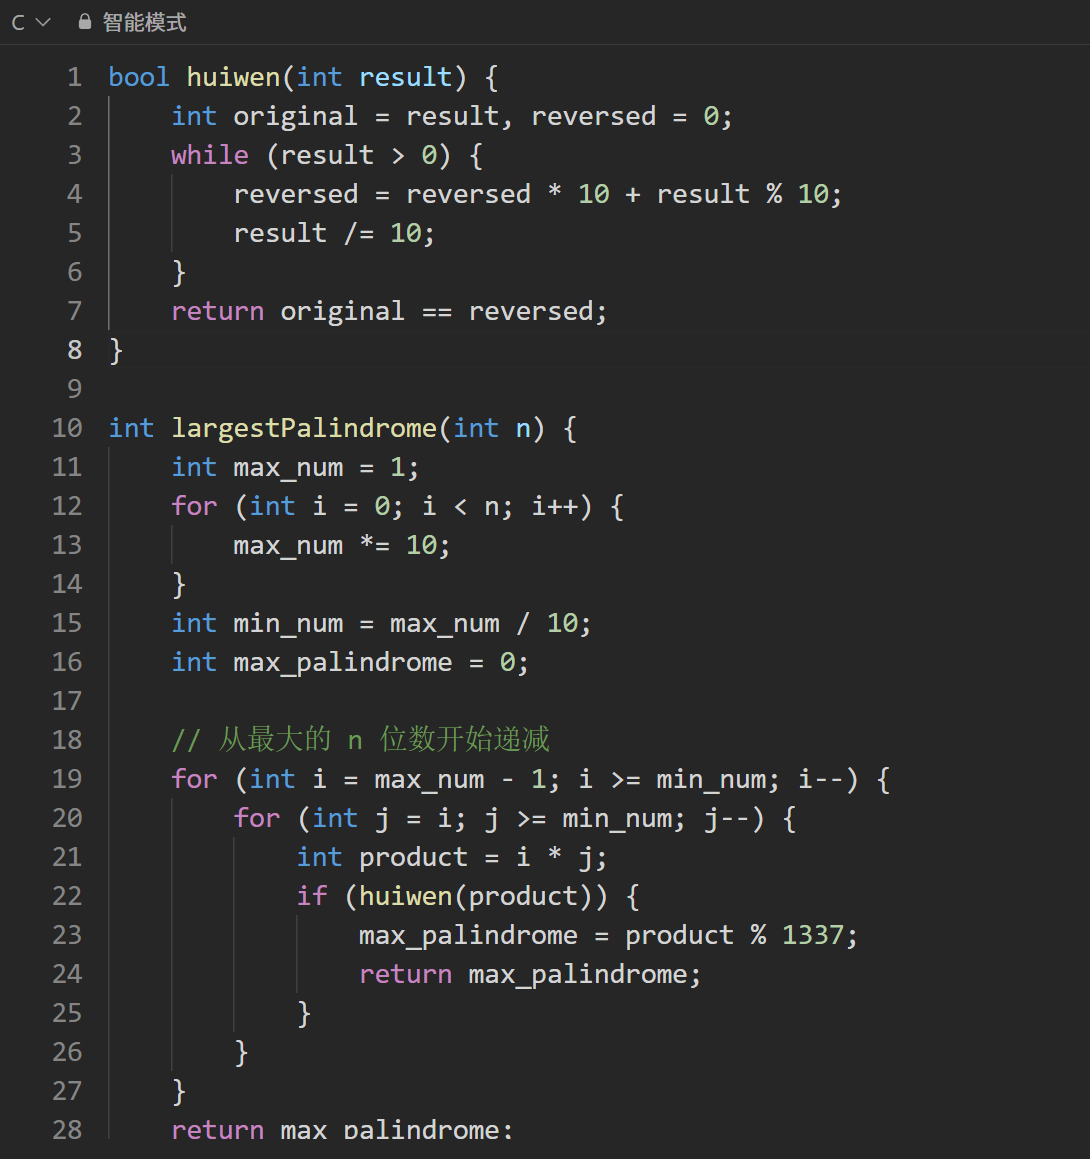 C 智能模式
1 bool huiwen(int result) {
2     int original = result, reversed = 0;
3     while (result > 0) {
4         reversed = reversed * 10 + result % 10;
5         result /= 10;
6     }
7     return original == reversed;
8 }
9
10 int largestPalindrome(int n) {
11     int max_num = 1;
12     for (int i = 0; i < n; i++) {
13         max_num *= 10;
14     }
15     int min_num = max_num / 10;
16     int max_palindrome = 0;
17
18     // 从最大的 n 位数开始递减
19     for (int i = max_num - 1; i >= min_num; i--) {
20         for (int j = i; j >= min_num; j--) {
21             int product = i * j;
22             if (huiwen(product)) {
23                 max_palindrome = product % 1337;
24                 return max_palindrome;
25             }
26         }
27     }
28     return max_palindrome;